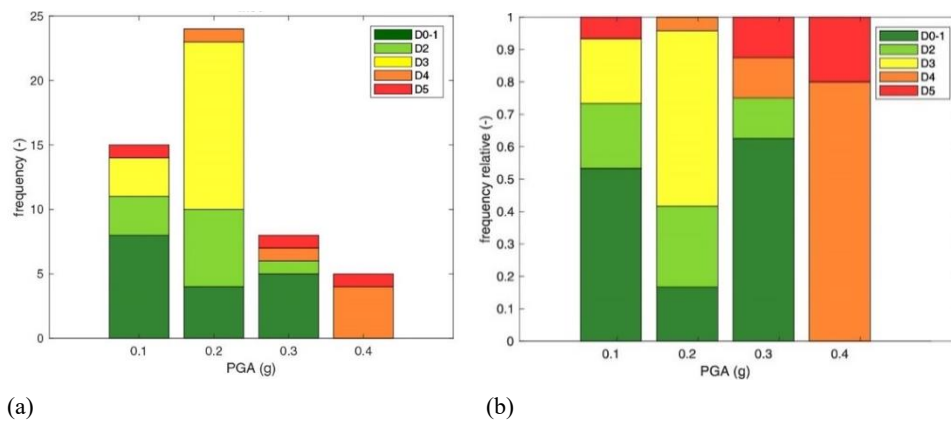 25
20
15
10
5
0
frequency (-)
0.1 0.2 0.3 0.4
PGA (g)
D0-1
D2
D3
D4
D5
(a)
1
0.9
0.8
0.7
0.6
0.5
0.4
0.3
0.2
0.1
0
frequency relative (-)
0.1 0.2 0.3 0.4
PGA (g)
D0-1
D2
D3
D4
D5
(b)